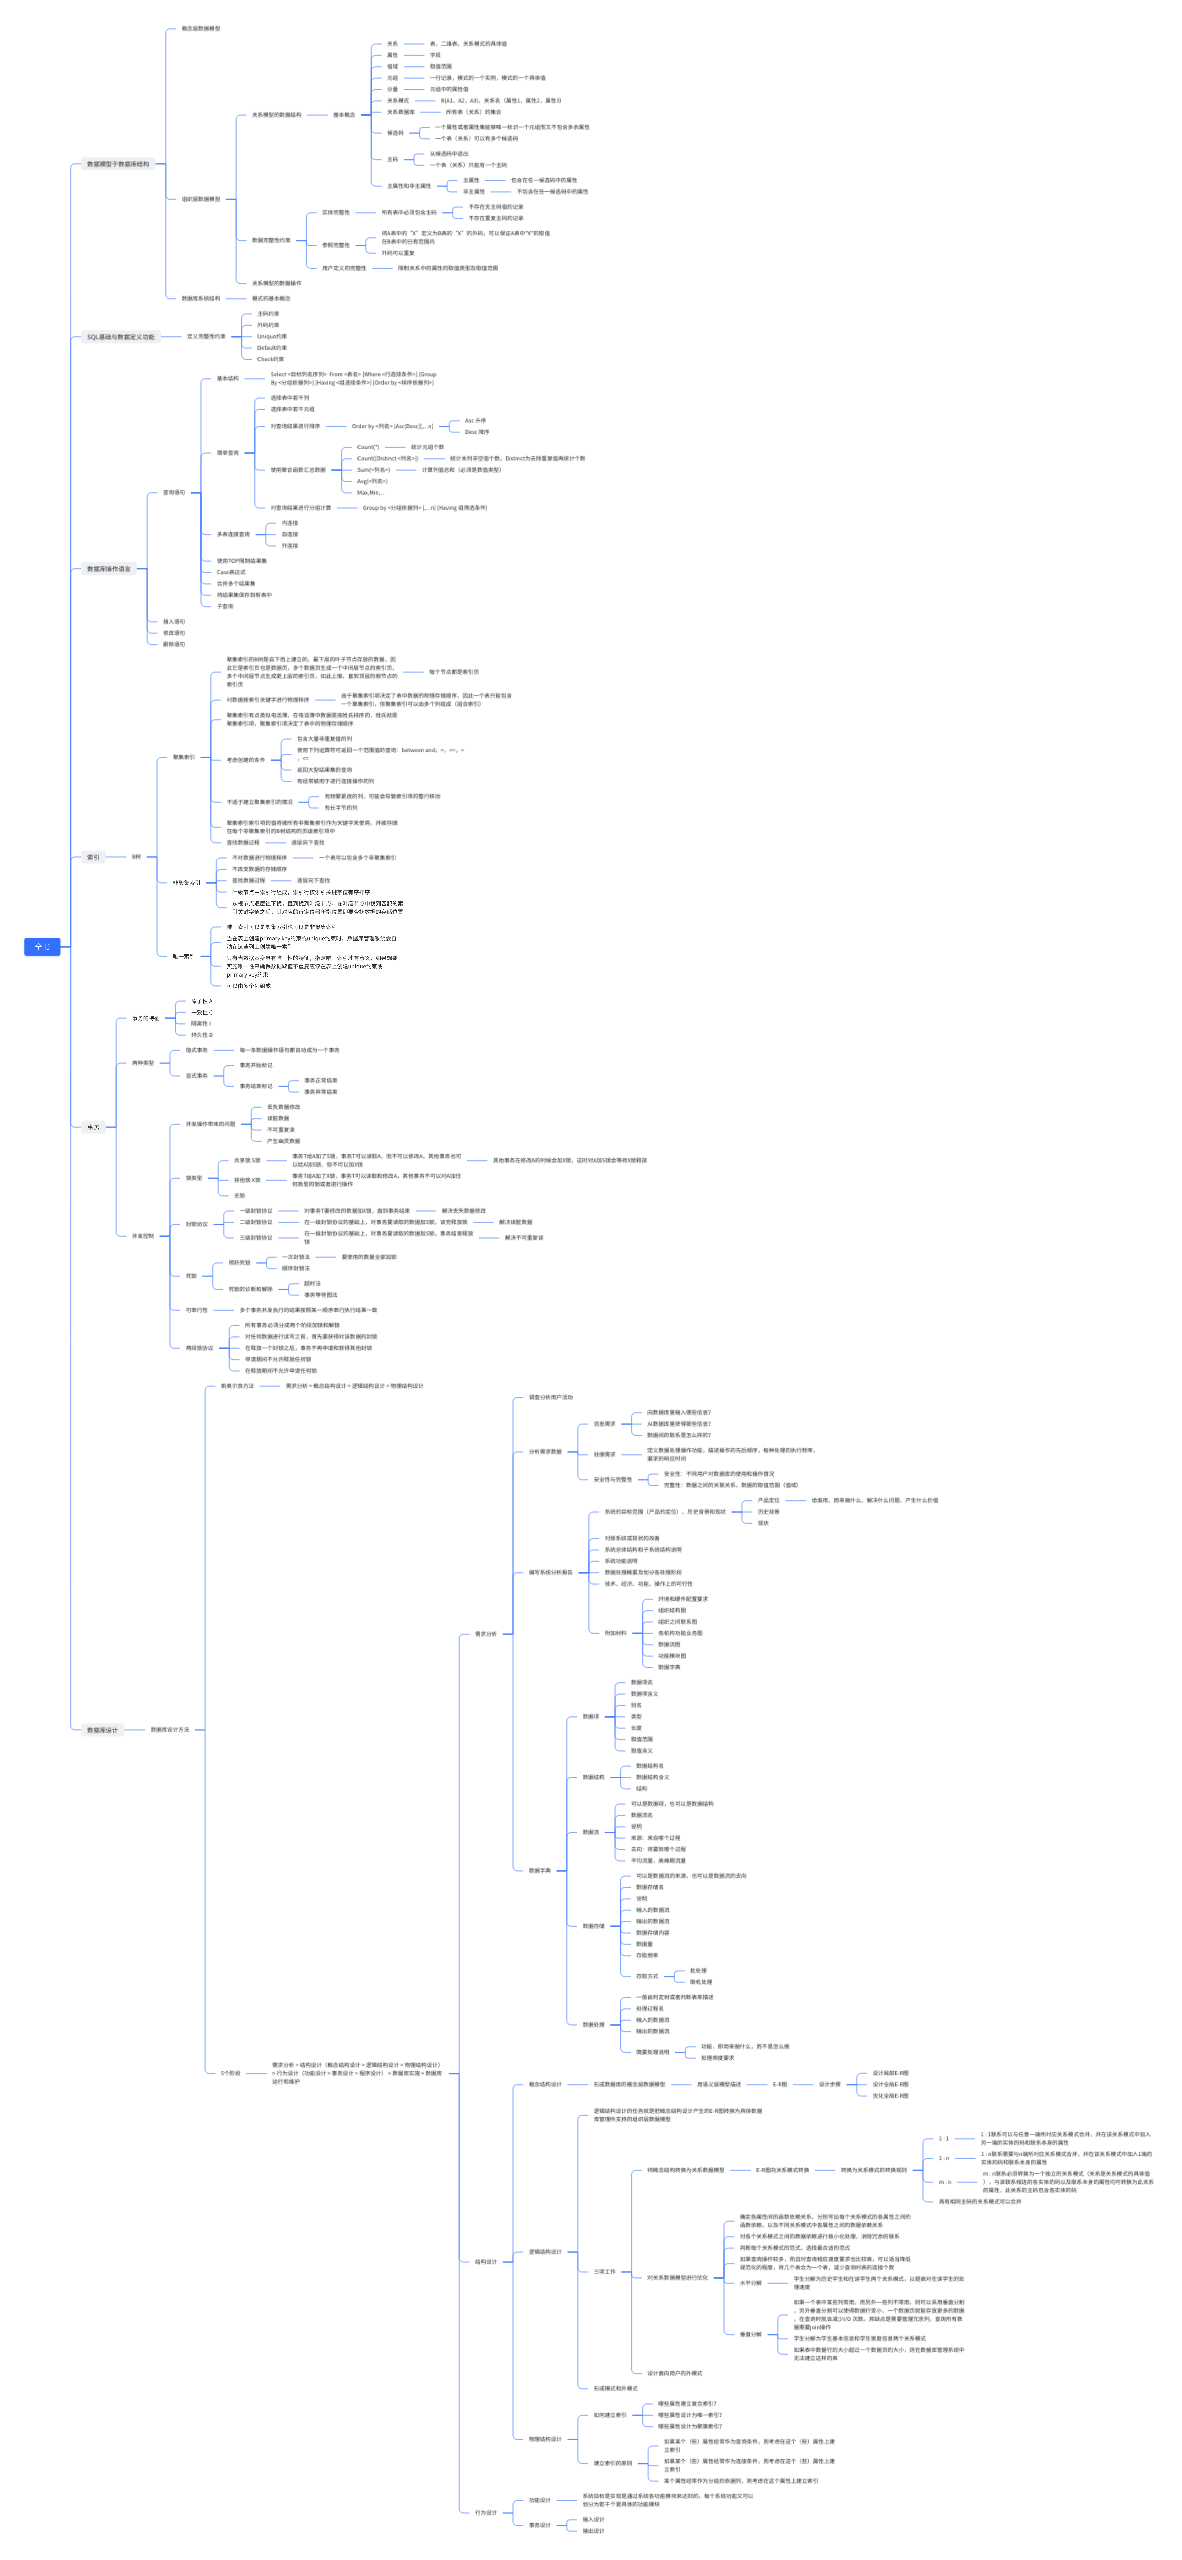 概念层数据模型
关系
表，二维表，关系模式的具体值
属性
字段
值域
取值范围
元组
一行记录，模式的一个实例，模式的一个具体值
分量
元组中的属性值
关系模式
R(A1，A2，A3)，关系名（属性1，属性2，属性3）
关系模型的数据结构
基本概念
关系数据库
所有表（关系）的集合
候选码
一个属性或者属性集能够唯一标识一个元组而又不包含多余属性
一个表（关系）可以有多个候选码
主码
从候选码中选出
一个表（关系）只能有一个主码
数据模型于数据库结构
主属性和非主属性
主属性
包含在任一候选码中的属性
非主属性
不包含在任一候选码中的属性
组织层数据模型
实体完整性
所有表中必须包含主码
不存在无主码值的记录
不存在重复主码的记录
数据完整性约束
参照完整性
将A表中的“X”定义为B表的“X”的外码，可以保证A表中"X"的取值
在B表中的已有范围内
外码可以重复
用户定义的完整性
限制关系中的属性的取值类型及取值范围
关系模型的数据操作
数据库系统结构
模式的基本概念
SQL基础与数据定义功能
定义完整性约束
主码约束
外码约束
Unique约束
Default约束
Check约束
基本结构
Select <目标列名序列> From <表名> [Where <行选择条件>] [Group
By <分组依据列>] [Having <组选择条件>] [Order by <排序依据列>]
简单查询
选择表中若干列
选择表中若干元组
对查询结果进行排序
Order by <列名> [Asc|Desc][,...n]
Asc 升序
Desc 降序
使用聚合函数汇总数据
Count(*)
统计元组个数
Count([Distinct <列名>])
统计本列非空值个数，Distinct为去除重复值再统计个数
Sum(<列名>)
计算列值总和（必须是数值类型）
Avg(<列名>)
Max,Min,...
对查询结果进行分组计算
Group by <分组依据列> [,...n] [Having 组筛选条件]
查询语句
多表连接查询
内连接
自连接
外连接
使用TOP限制结果集
Case表达式
合并多个结果集
将结果集保存到新表中
子查询
数据库操作语言
插入语句
修改语句
删除语句
聚集索引的B树是自下而上建立的，最下层的叶子节点存放的数据，因
此它是索引页也是数据页，多个数据页生成一个中间层节点的索引页，
多个中间层节点生成更上层的索引页，如此上推，直到顶层的根节点的
索引页
每个节点都是索引页
对数据按索引关键字进行物理排序
由于聚集索引项决定了表中数据的物理存储顺序，因此一个表只能包含
一个聚集索引，但聚集索引可以由多个列组成（组合索引）
聚集索引有点类似电话簿，在电话簿中数据是按姓氏排序的，姓氏就是
聚集索引项，聚集索引项决定了表中的物理存储顺序
聚集索引
考虑创建的条件
包含大量非重复值的列
使用下列运算符可返回一个范围值的查询：between and，>，>=，<
，<=
返回大型结果集的查询
有经常被用于进行连接操作的列
不适于建立聚集索引的情况
有频繁更改的列，可能会导致索引项的整行移动
有长字节的列
聚集索引索引项的值将被所有非聚集索引作为关键字来使用，并被存储
在每个非聚集索引的B树结构的页级索引项中
查找数据过程
逐层向下查找
索引
B树
不对数据进行物理排序
一个表可以包含多个非聚集索引
不改变数据的存储顺序
查找数据过程
逐层向下查找
事务的特征
隔离性 I
持久性 D
两种类型
隐式事务
每一条数据操作语句都自动成为一个事务
显式事务
事务开始标记
事务结束标记
事务正常结束
事务异常结束
事务
并发控制
并发操作带来的问题
丢失数据修改
读脏数据
不可重复读
产生幽灵数据
锁类型
共享锁 S锁
事务T给A加了S锁，事务T可以读取A，但不可以修改A，其他事务也可
以给A加S锁，但不可以加X锁
其他事务在修改A的时候会加X锁，这时对A加S锁会等待X锁释放
排他锁 X锁
事务T给A加了X锁，事务T可以读取和修改A，其他事务不可以对A加任
何类型的锁或者进行操作
无锁
封锁协议
一级封锁协议
对事务T要修改的数据加X锁，直到事务结束
解决丢失数据修改
二级封锁协议
在一级封锁协议的基础上，对事务要读取的数据加S锁，读完释放锁
解决读脏数据
三级封锁协议
在一级封锁协议的基础上，对事务要读取的数据加S锁，事务结束释放
锁
解决不可重复读
死锁
预防死锁
一次封锁法
要使用的数据全部加锁
顺序封锁法
死锁的诊断和解除
超时法
事务等待图法
可串行性
多个事务并发执行的结果按照某一顺序串行执行结果一致
两段锁协议
所有事务必须分成两个阶段加锁和解锁
对任何数据进行读写之前，首先要获得对该数据的封锁
在释放一个封锁之后，事务不再申请和获得其他封锁
申请期间不允许释放任何锁
在释放期间不允许申请任何锁
数据库设计
数据库设计方法
新奥尔良方法
需求分析 > 概念结构设计 > 逻辑结构设计 > 物理结构设计
需求分析
调查分析用户活动
分析需求数据
信息需求
向数据库里输入哪些信息？
从数据库里获得哪些信息？
数据间的联系是怎么样的？
处理需求
定义数据处理操作功能，描述操作的先后顺序，每种处理的执行频率，
要求的响应时间
安全性与完整性
安全性：不同用户对数据库的使用和操作情况
完整性：数据之间的关联关系，数据的取值范围（值域）
编写系统分析报告
系统的目标范围（产品的定位）、历史背景和现状
产品定位
给谁用，用来做什么，解决什么问题，产生什么价值
历史背景
现状
对原系统或现状的改善
系统总体结构和子系统结构说明
系统功能说明
数据处理概要及划分各处理阶段
技术、经济、功能、操作上的可行性
附加材料
环境和硬件配置要求
组织结构图
组织之间联系图
各机构功能业务图
数据流图
功能模块图
数据字典
数据字典
数据项
数据项名
数据项含义
别名
类型
长度
取值范围
取值含义
数据结构
数据结构名
数据结构含义
结构
数据流
可以是数据项，也可以是数据结构
数据流名
说明
来源：来自哪个过程
去向：将要到哪个过程
平均流量，高峰期流量
数据存储
可以是数据流的来源，也可以是数据流的去向
数据存储名
说明
输入的数据流
输出的数据流
数据存储内容
数据量
存取频率
存取方式
批处理
联机处理
数据处理
一般由判定树或者判断表来描述
处理过程名
输入的数据流
输出的数据流
简要处理说明
功能，即用来做什么，而不是怎么做
处理频度要求
5个阶段
需求分析 > 结构设计（概念结构设计 > 逻辑结构设计 > 物理结构设计）
> 行为设计（功能设计 > 事务设计 > 程序设计） > 数据库实施 > 数据库
运行和维护
结构设计
概念结构设计
形成数据库的概念层数据模型
用语义层模型描述
E-R图
设计步骤
设计局部E-R图
设计全局E-R图
优化全局E-R图
逻辑结构设计
逻辑结构设计的任务就是把概念结构设计产生的E-R图转换为具体数据
库管理所支持的组织层数据模型
三项工作
将概念结构转换为关系数据模型
E-R图向关系模式转换
转换为关系模式的转换规则
1 : 1
1 : 1联系可以与任意一端所对应关系模式合并，并在该关系模式中加入
另一端的实体的码和联系本身的属性
1 : n
1 : n联系需要与n端所对应关系模式合并，并在该关系模式中加入1端的
实体的码和联系本身的属性
m : n
m : n联系必须转换为一个独立的关系模式（关系是关系模式的具体值
），与该联系相连的各实体的码以及联系本身的属性均可转换为此关系
的属性，此关系的主码包含各实体的码
具有相同主码的关系模式可以合并
对关系数据模型进行优化
确定各属性间的函数依赖关系，分别写出每个关系模式的各属性之间的
函数依赖，以及不同关系模式中各属性之间的数据依赖关系
对各个关系模式之间的数据依赖进行极小化处理，消除冗余的联系
判断每个关系模式的范式，选择最合适的范式
如果查询操作较多，而且对查询相应速度要求也比较高，可以适当降低
规范化的程度，将几个表合为一个表，减少查询时表的连接个数
水平分解
学生分解为历史学生和在读学生两个关系模式，以提高对在读学生的处
理速度
垂直分解
如果一个表中某些列常用，而另外一些列不常用，则可以采用垂直分割
，另外垂直分割可以使得数据行变小，一个数据页就能存放更多的数据
，在查询时就会减少I/O 次数，其缺点是需要管理冗余列，查询所有数
据需要join操作
学生分解为学生基本信息和学生家庭信息两个关系模式
如果表中数据行的大小超过一个数据页的大小，则在数据库管理系统中
无法建立这样的表
设计面向用户的外模式
形成模式和外模式
物理结构设计
如何建立索引
哪些属性建立复合索引？
哪些属性设计为唯一索引？
哪些属性设计为聚簇索引？
建立索引的原则
如果某个（些）属性经常作为查询条件，则考虑在这个（些）属性上建
立索引
如果某个（些）属性经常作为连接条件，则考虑在这个（些）属性上建
立索引
某个属性经常作为分组的依据列，则考虑在这个属性上建立索引
行为设计
功能设计
系统目标是实现是通过系统各功能模块来达到的，每个系统功能又可以
划分为若干个更具体的功能模块
事务设计
输入设计
输出设计